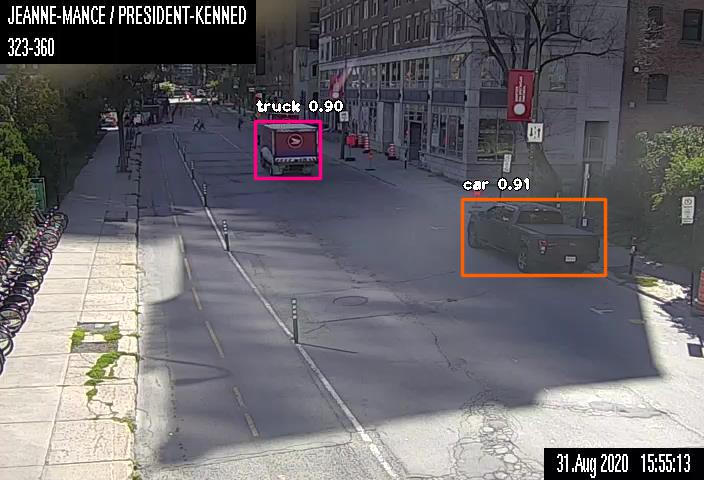 JEANNE-MANCE / PRESIDENT-KENNED
323-360
truck 0.90
car 0.91
31.Aug 2020 15:55:13